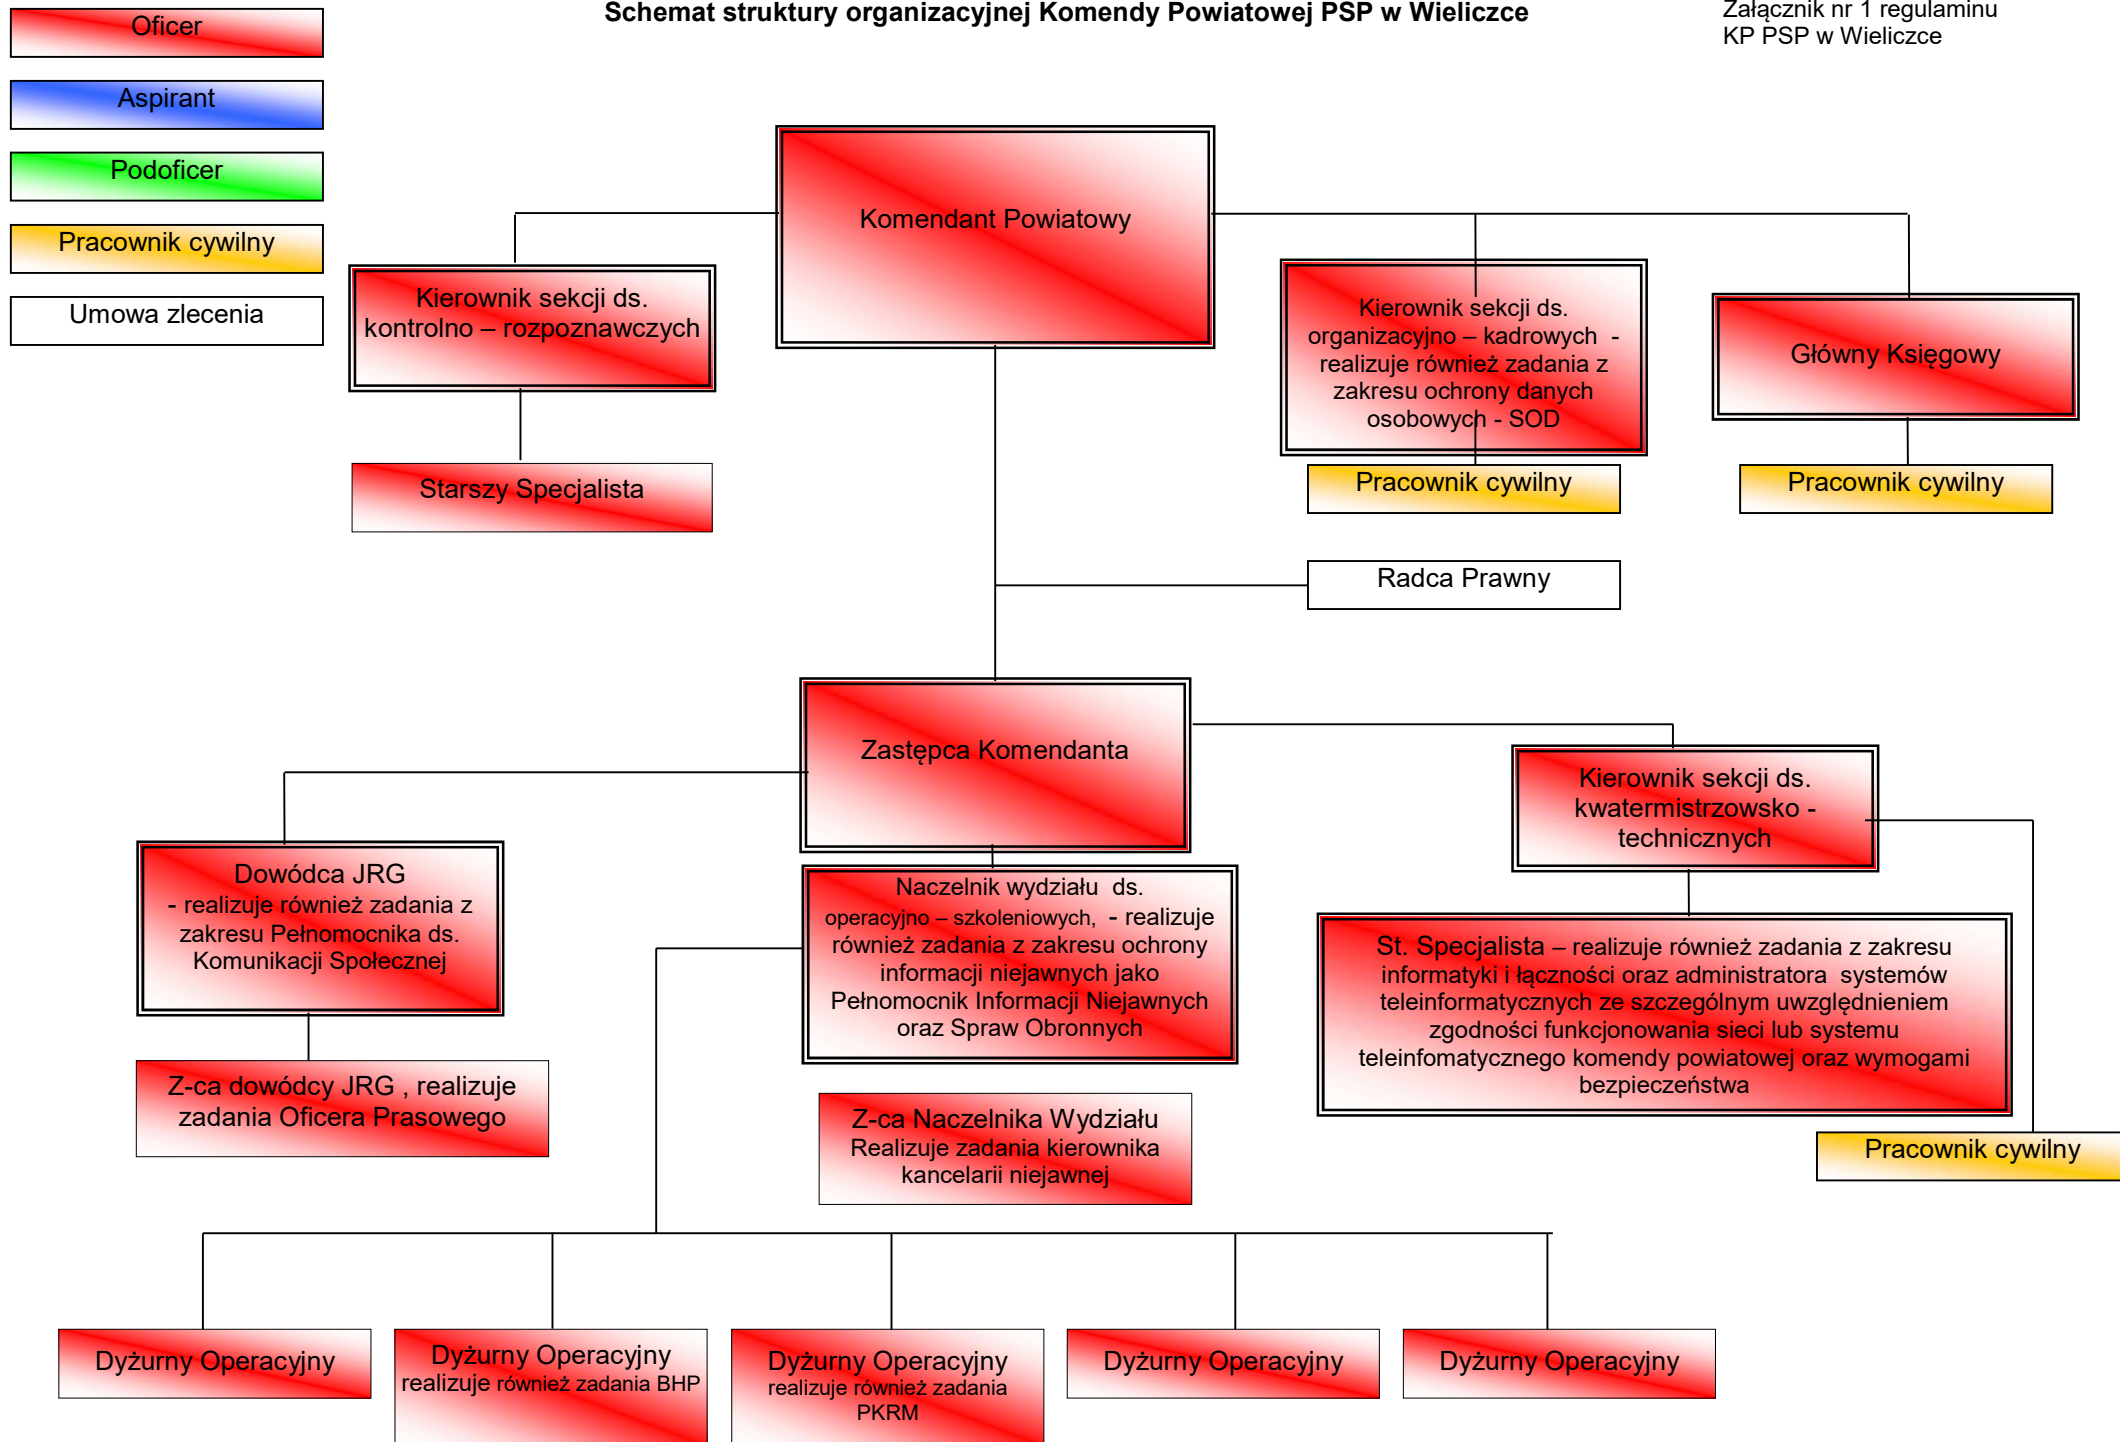 Schemat struktury organizacyjnej Komendy Powiatowej PSP w Wieliczce
Załącznik nr 1 regulaminu
KP PSP w Wieliczce
Oficer
Aspirant
Podoficer
Pracownik cywilny
Umowa zlecenia
Komendant Powiatowy
Kierownik sekcji ds.
kontrolno – rozpoznawczych
Starszy Specjalista
Kierownik sekcji ds.
organizacyjno – kadrowych -
realizuje również zadania z
zakresu ochrony danych
osobowych - SOD
Pracownik cywilny
Główny Księgowy
Pracownik cywilny
Radca Prawny
Zastępca Komendanta
Dowódca JRG
- realizuje również zadania z
zakresu Pełnomocnika ds.
Komunikacji Społecznej
Z-ca dowódcy JRG , realizuje
zadania Oficera Prasowego
Naczelnik wydziału ds.
operacyjno – szkoleniowych, - realizuje
również zadania z zakresu ochrony
informacji niejawnych jako
Pełnomocnik Informacji Niejawnych
oraz Spraw Obronnych
Z-ca Naczelnika Wydziału
Realizuje zadania kierownika
kancelarii niejawnej
Kierownik sekcji ds.
kwatermistrzowsko -
technicznych
St. Specjalista – realizuje również zadania z zakresu
informatyki i łączności oraz administratora systemów
teleinformatycznych ze szczególnym uwzględnieniem
zgodności funkcjonowania sieci lub systemu
teleinfomatycznego komendy powiatowej oraz wymogami
bezpieczeństwa
Pracownik cywilny
Dyżurny Operacyjny
Dyżurny Operacyjny
realizuje również zadania BHP
Dyżurny Operacyjny
realizuje również zadania
PKRM
Dyżurny Operacyjny
Dyżurny Operacyjny